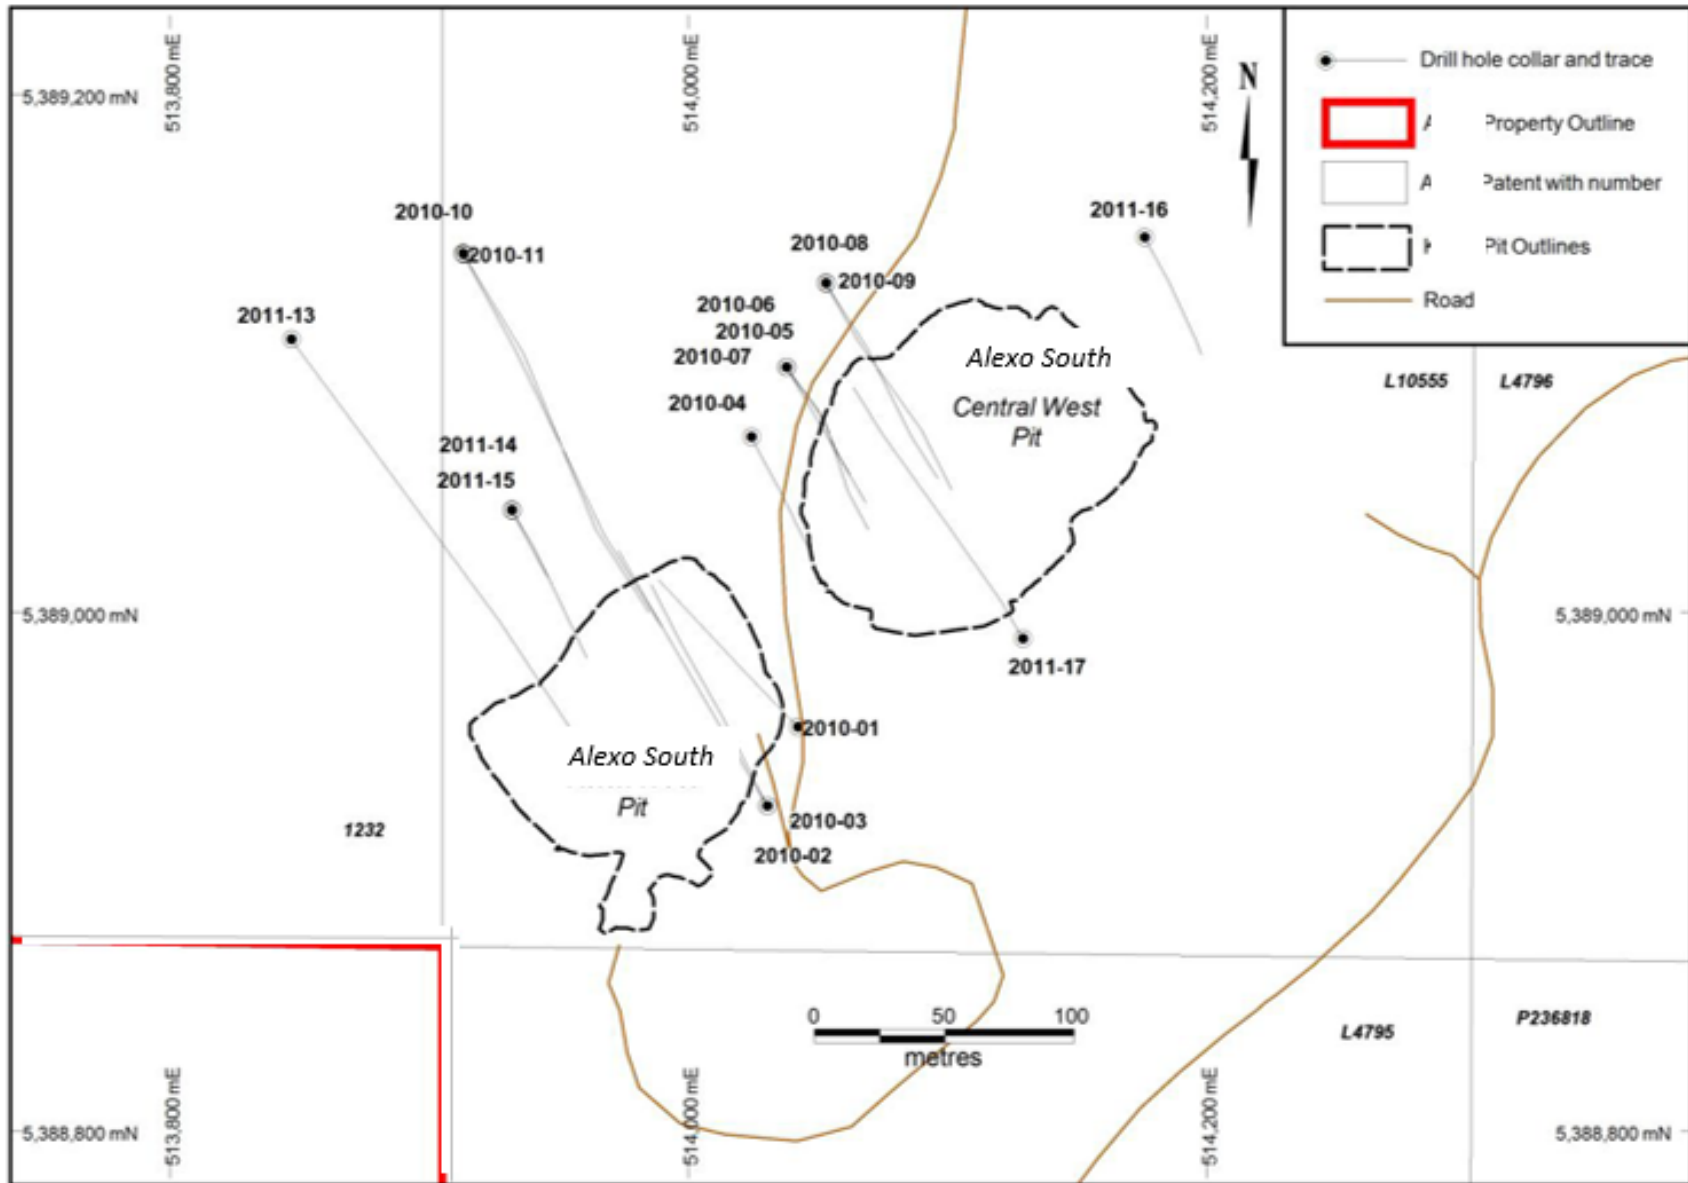 513,800 mE
514,000 mE
514,200 mE
5,389,200 mN
N
Drill hole collar and trace
Property Outline
Patent with number
Pit Outlines
Road
2010-10
2010-11
2011-13
2010-08
2010-09
2010-06
2010-05
2010-07
2010-04
2011-16
2011-14
2011-15
Alexo South
Central West
Pit
L10555
L4796
5,389,000 mN
5,389,000 mN
2011-17
2010-01
Alexo South
Pit
2010-03
2010-02
1232
0 50 100
metres
L4795
P236818
5,388,800 mN
5,388,800 mN
513,800 mE
514,000 mE
514,200 mE